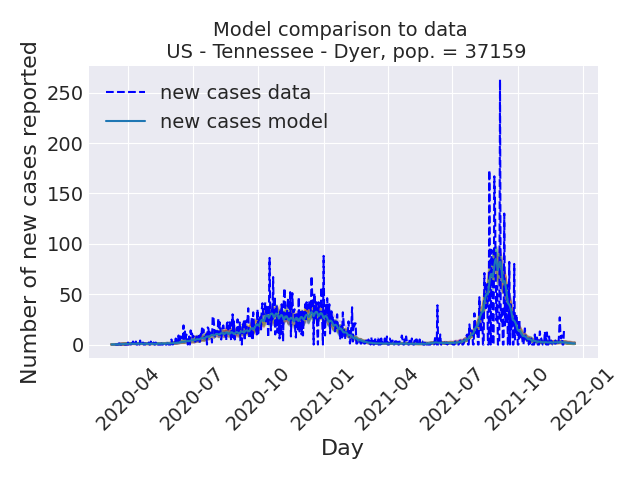 Model comparison to data
US - Tennessee - Dyer, pop. = 37159
Number of new cases reported
250
200
150
100
50
0
new cases data
new cases model
2020-04
2020-07
2020-10
2021-01
2021-04
2021-07
2021-10
2022-01
Day